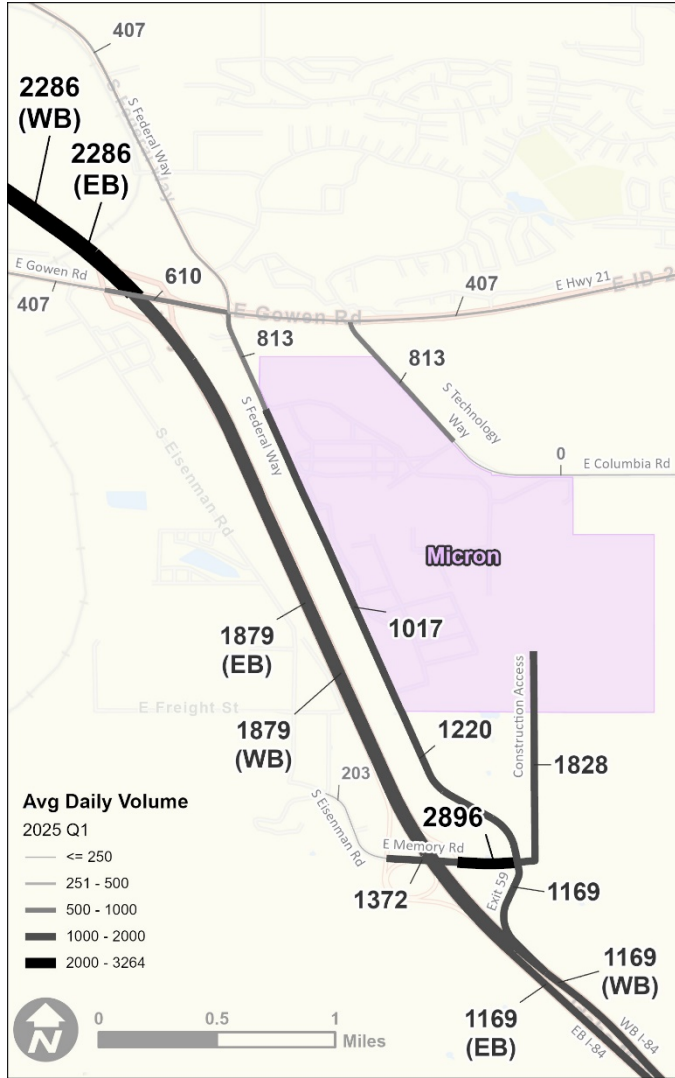 407
S Federal Way
S Federal Way
2286
(WB)
2286
(EB)
E Gowen Rd
407
610
E Gowen Rd
407
E Hwy 21
E ID-2
813
813
S Federal Way
S Technology
Way
0
E Columbia Rd
S Eisenman Rd
Micron
1017
1879
(EB)
1879
(WB)
E Freight St
1220
Construction Access
1828
203
S Eisenman Rd
2896
E Memory Rd
1372
Exit 59
1169
1169
(WB)
1169
(EB)
EB I-84
WB I-84
Avg Daily Volume
2025 Q1
<= 250
251 - 500
500 - 1000
1000 - 2000
2000 - 3264
N
0
0.5
1
Miles